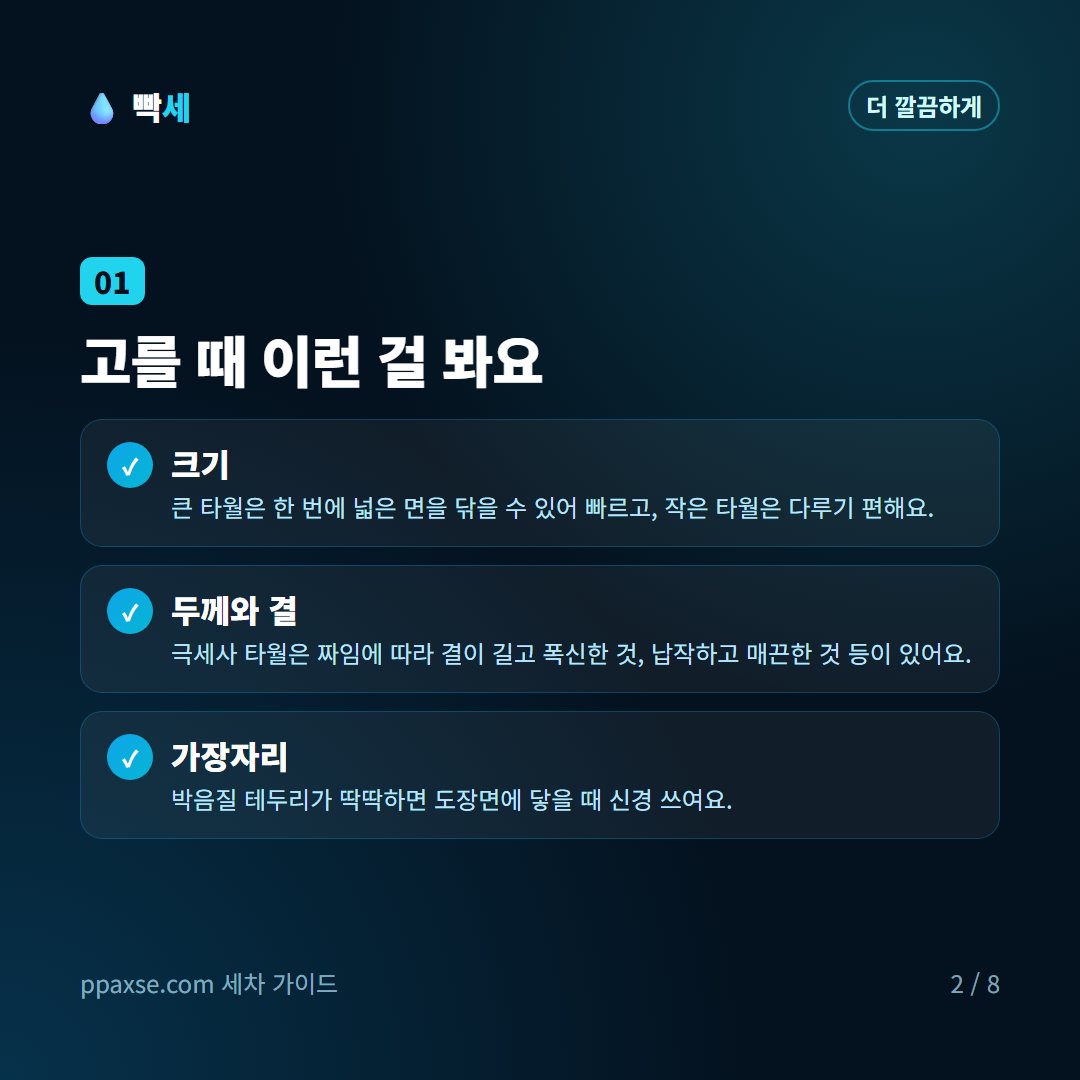 빡세
더 깔끔하게
01
고를 때 이런 걸 봐요
✓ 크기
큰 타월은 한 번에 넓은 면을 닦을 수 있어 빠르고, 작은 타월은 다루기 편해요.
✓ 두께와 결
극세사 타월은 짜임에 따라 결이 길고 폭신한 것, 납작하고 매끈한 것 등이 있어요.
✓ 가장자리
박음질 테두리가 딱딱하면 도장면에 닿을 때 신경 쓰여요.
ppaxse.com 세차 가이드
2 / 8